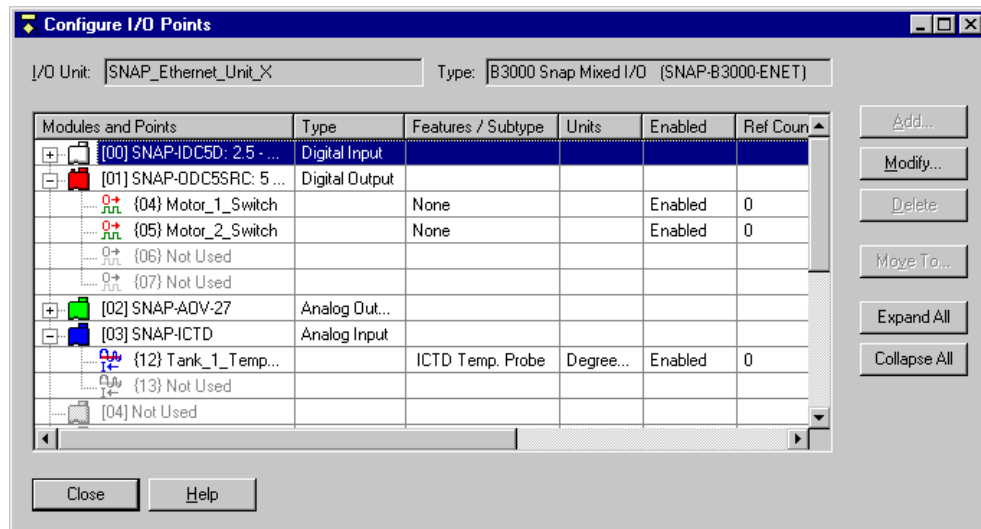 Configure I/O Points
I/O Unit: SNAP_Ethernet_Unit_X Type: B3000 Snap Mixed I/O (SNAP-B3000-ENET)
Modules and Points Type Features / Subtype Units Enabled Ref Coun
[00] SNAP-IDC5D: 2.5 - ... Digital Input
[01] SNAP-ODC5SRC: 5 ... Digital Output
{04} Motor_1_Switch None Enabled 0
{05} Motor_2_Switch None Enabled 0
{06} Not Used
{07} Not Used
[02] SNAP-AOV-27 Analog Out...
[03] SNAP-ICTD Analog Input
{12} Tank_1_Temp... ICTD Temp. Probe Degree... Enabled 0
{13} Not Used
[04] Not Used
Add...
Modify...
Delete
Move To...
Expand All
Collapse All
Close Help